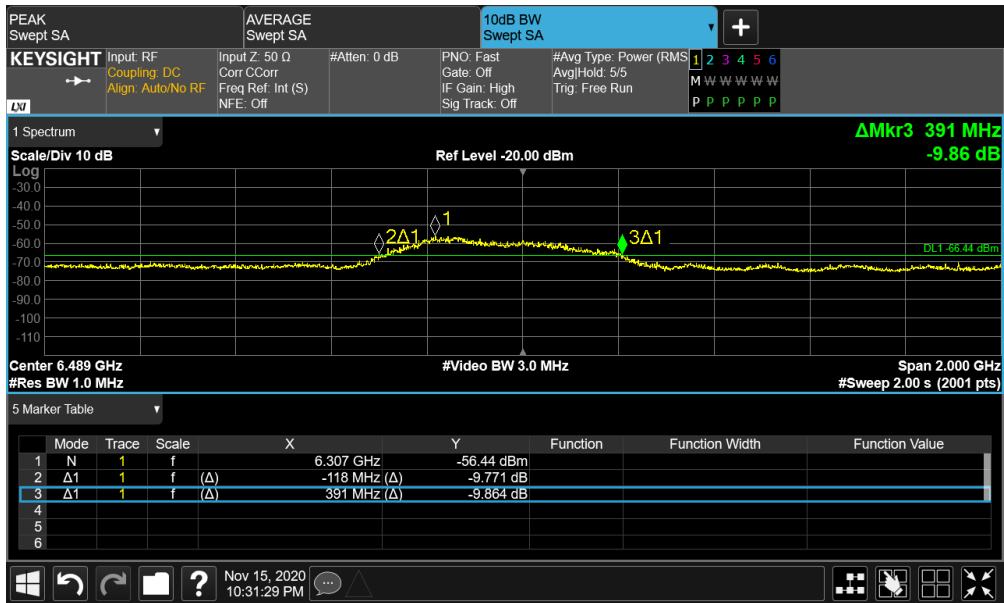 PEAK
Swept SA
AVERAGE
Swept SA
10dB BW
Swept SA
▼
+
KEYSIGHT
LXI
Input: RF
Coupling: DC
Align: Auto/No RF
Input Z: 50 Ω
Corr CCorr
Freq Ref: Int (S)
NFE: Off
#Atten: 0 dB
PNO: Fast
Gate: Off
IF Gain: High
Sig Track: Off
#Avg Type: Power (RMS
Avg|Hold: 5/5
Trig: Free Run
1 2 3 4 5 6
M W W W W W
P P P P P P
1 Spectrum ▼
ΔMkr3 391 MHz
-9.86 dB
Scale/Div 10 dB
Ref Level -20.00 dBm
Log
-30.0
-40.0
-50.0
-60.0
-70.0
-80.0
-90.0
-100
-110
1
2Δ1
3Δ1
DL1 -66.44 dBm
Center 6.489 GHz
#Video BW 3.0 MHz
Span 2.000 GHz
#Res BW 1.0 MHz
#Sweep 2.00 s (2001 pts)
5 Marker Table ▼
Mode Trace Scale X Y Function Function Width Function Value
1 N 1 f 6.307 GHz -56.44 dBm
2 Δ1 1 f (Δ) -118 MHz (Δ) -9.771 dB
3 Δ1 1 f (Δ) 391 MHz (Δ) -9.864 dB
4
5
6
?
Nov 15, 2020
10:31:29 PM